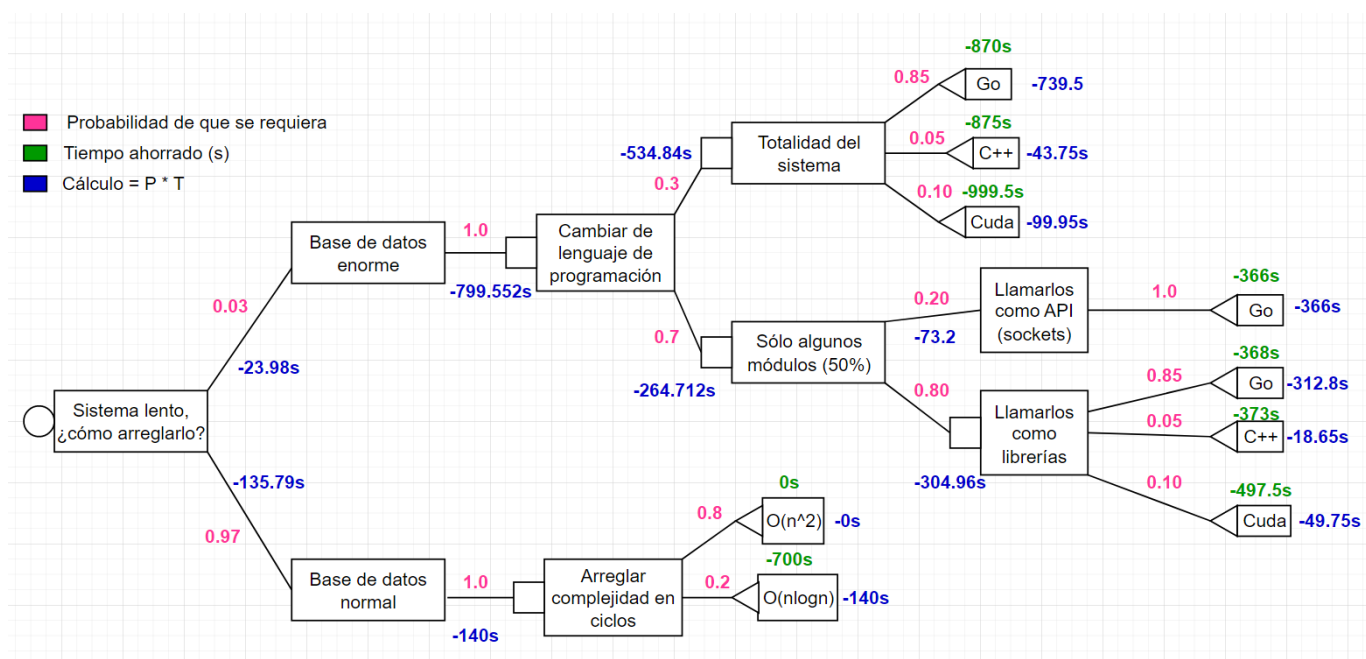 Probabilidad de que se requiera
Tiempo ahorrado (s)
Cálculo = P * T
Sistema lento,
¿cómo arreglarlo?
0.03
-23.98s
Base de datos
enorme
1.0
-799.552s
Cambiar de
lenguaje de
programación
0.3
-534.84s
Totalidad del
sistema
0.85
-870s
Go
-739.5
0.05
-875s
C++
-43.75s
0.10
-999.5s
Cuda
-99.95s
0.7
-264.712s
Sólo algunos
módulos (50%)
0.20
-73.2
Llamarlos
como API
(sockets)
1.0
-366s
Go
-366s
0.80
-304.96s
Llamarlos
como
librerías
0.85
-368s
Go
-312.8s
0.05
-373s
C++
-18.65s
0.10
-497.5s
Cuda
-49.75s
-135.79s
0.97
Base de datos
normal
1.0
-140s
Arreglar
complejidad en
ciclos
0.8
0s
O(n^2)
-0s
0.2
-700s
O(nlogn)
-140s